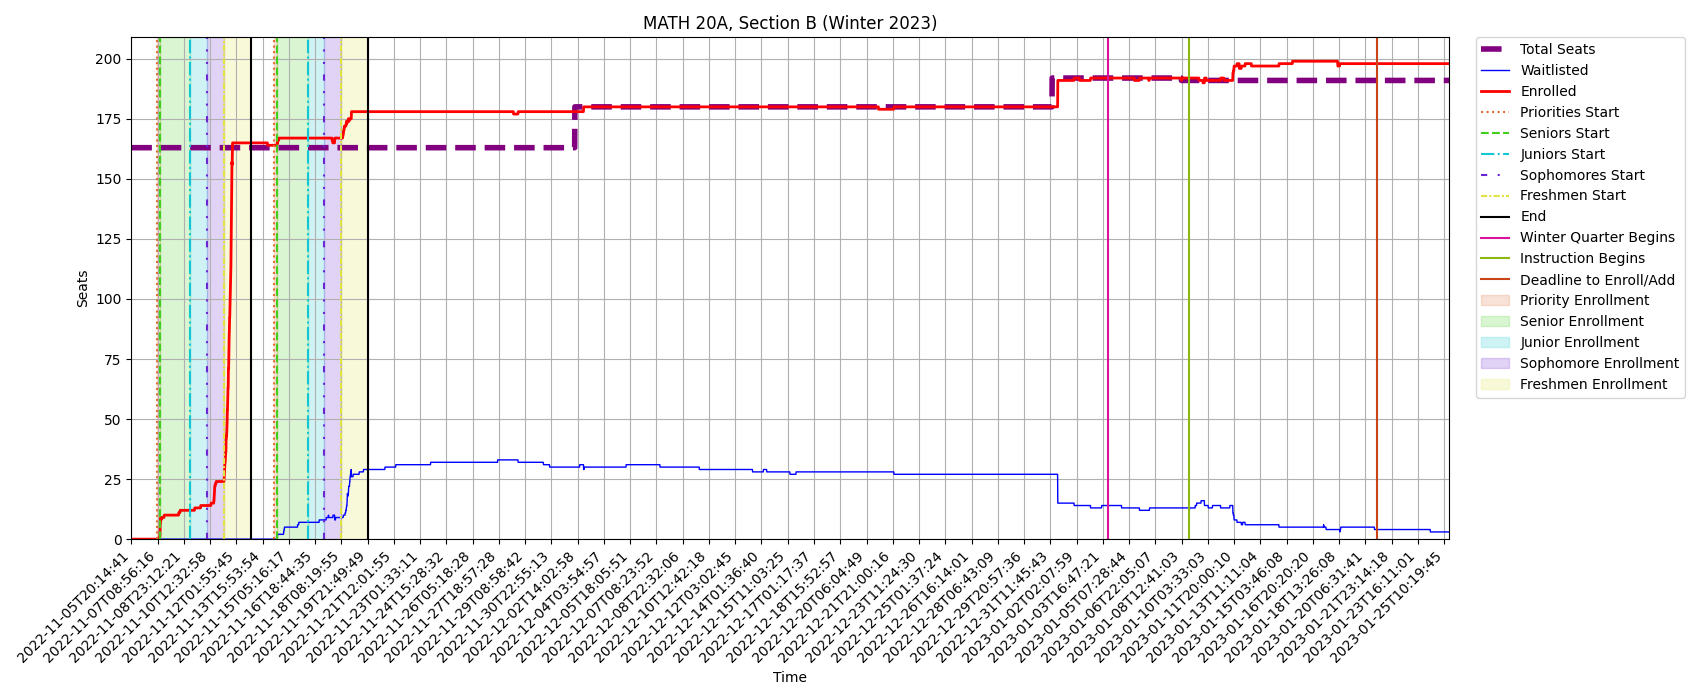 MATH 20A, Section B (Winter 2023)
Seats
200
175
150
125
100
75
50
25
0
2022-11-05T20:14:41
2022-11-07T08:56:16
2022-11-08T23:12:21
2022-11-10T12:32:58
2022-11-12T01:55:45
2022-11-13T15:53:54
2022-11-15T05:16:17
2022-11-16T18:44:35
2022-11-18T08:19:53
2022-11-19T21:49:49
2022-11-21T12:01:55
2022-11-23T01:33:11
2022-11-24T15:28:32
2022-11-26T05:18:28
2022-11-27T18:57:28
2022-11-29T08:58:42
2022-11-30T22:55:13
2022-12-02T14:02:58
2022-12-04T03:54:57
2022-12-05T18:05:51
2022-12-07T08:23:52
2022-12-08T22:32:06
2022-12-10T12:42:18
2022-12-12T03:02:45
2022-12-14T01:36:40
2022-12-15T11:03:25
2022-12-17T01:17:37
2022-12-18T15:52:57
2022-12-20T06:04:49
2022-12-21T21:00:16
2022-12-23T11:24:30
2022-12-25T01:37:24
2022-12-26T16:14:01
2022-12-28T06:43:09
2022-12-29T20:57:36
2022-12-31T11:45:43
2023-01-02T02:07:59
2023-01-03T16:47:21
2023-01-05T07:28:44
2023-01-06T22:05:07
2023-01-08T12:41:03
2023-01-10T03:33:03
2023-01-11T20:00:10
2023-01-13T11:11:04
2023-01-15T03:46:08
2023-01-16T20:20:20
2023-01-18T13:26:08
2023-01-20T06:31:41
2023-01-21T23:14:18
2023-01-23T16:11:01
2023-01-25T10:19:45
Time
Total Seats
Waitlisted
Enrolled
Priorities Start
Seniors Start
Juniors Start
Sophomores Start
Freshmen Start
End
Winter Quarter Begins
Instruction Begins
Deadline to Enroll/Add
Priority Enrollment
Senior Enrollment
Junior Enrollment
Sophomore Enrollment
Freshmen Enrollment